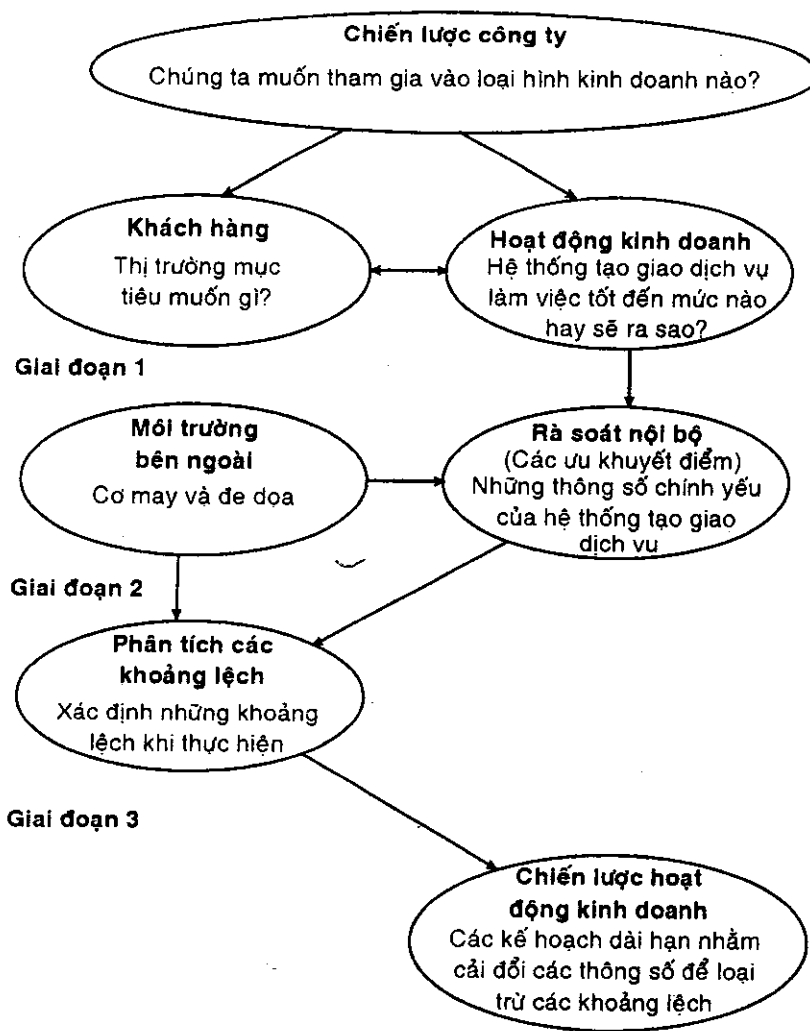 Chiến lược công ty
Chúng ta muốn tham gia vào loại hình kinh doanh nào?
Khách hàng
Thị trường mục
tiêu muốn gì?
Hoạt động kinh doanh
Hệ thống tạo giao dịch vụ
làm việc tốt đến mức nào
hay sẽ ra sao?
Giai đoạn 1
Môi trường
bên ngoài
Cơ may và đe dọa
Rà soát nội bộ
(Các ưu khuyết điểm)
Những thông số chính yếu
của hệ thống tạo giao
dịch vụ
Giai đoạn 2
Phân tích các
khoảng lệch
Xác định những khoảng
lệch khi thực hiện
Giai đoạn 3
Chiến lược hoạt
động kinh doanh
Các kế hoạch dài hạn nhằm
cải đổi các thông số để loại
trừ các khoảng lệch